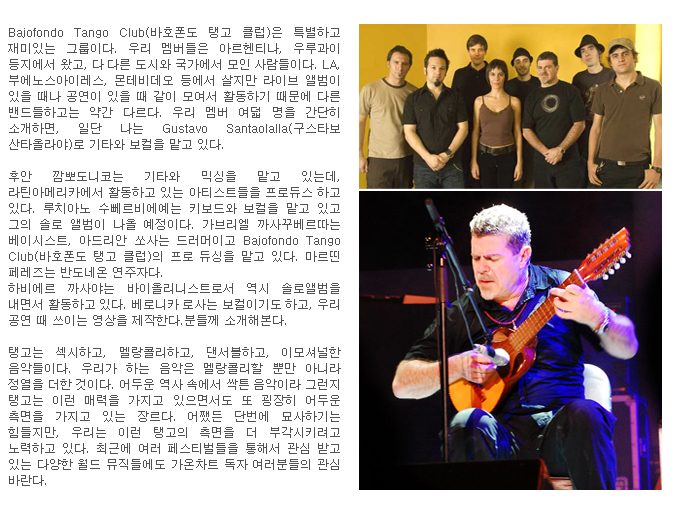 Bajofondo Tango Club(바호폰도 탱고 클럽)은 특별하고
재미있는 그룹이다. 우리 멤버들은 아르헨티나, 우루과이
등지에서 왔고, 다 다른 도시와 국가에서 모인 사람들이다. LA,
부에노스아이레스, 몬테비데오 등에서 살지만 라이브 앨범이
있을 때나 공연이 있을 때 같이 모여서 활동하기 때문에 다른
밴드들하고는 약간 다르다. 우리 멤버 여덟 명을 간단히
소개하면, 일단 나는 Gustavo Santaolalla(구스타보
산타올라야)로 기타와 보컬을 맡고 있다.
후안 깜뽀도니코는 기타와 믹싱을 맡고 있는데,
라틴아메리카에서 활동하고 있는 아티스트들을 프로듀스 하고
있다. 루치아노 수뻬르비에예는 키보드와 보컬을 맡고 있고
그의 솔로 앨범이 나올 예정이다. 가브리엘 까사꾸베르따는
베이시스트, 아드리안 쏘사는 드러머이고 Bajofondo Tango
Club(바호폰도 탱고 클럽)의 프로 듀싱을 맡고 있다. 마르띤
페레즈는 반도네온 연주자다.
하비에르 까사야는 바이올리니스트로서 역시 솔로앨범을
내면서 활동하고 있다. 베로니카 로사는 보컬이기도 하고, 우리
공연 때 쓰이는 영상을 제작한다.분들께 소개해본다.
탱고는 섹시하고, 멜랑콜리하고, 댄서블하고, 이모셔널한
음악들이다. 우리가 하는 음악은 멜랑콜리할 뿐만 아니라
정열을 더한 것이다. 어두운 역사 속에서 싹튼 음악이라 그런지
탱고는 이런 매력을 가지고 있으면서도 또 굉장히 어두운
측면을 가지고 있는 장르다. 어쨌든 단번에 묘사하기는
힘들지만, 우리는 이런 탱고의 측면을 더 부각시키려고
노력하고 있다. 최근에 여러 페스티벌들을 통해서 관심 받고
있는 다양한 월드 뮤직들에도 가온차트 독자 여러분들의 관심
바란다.